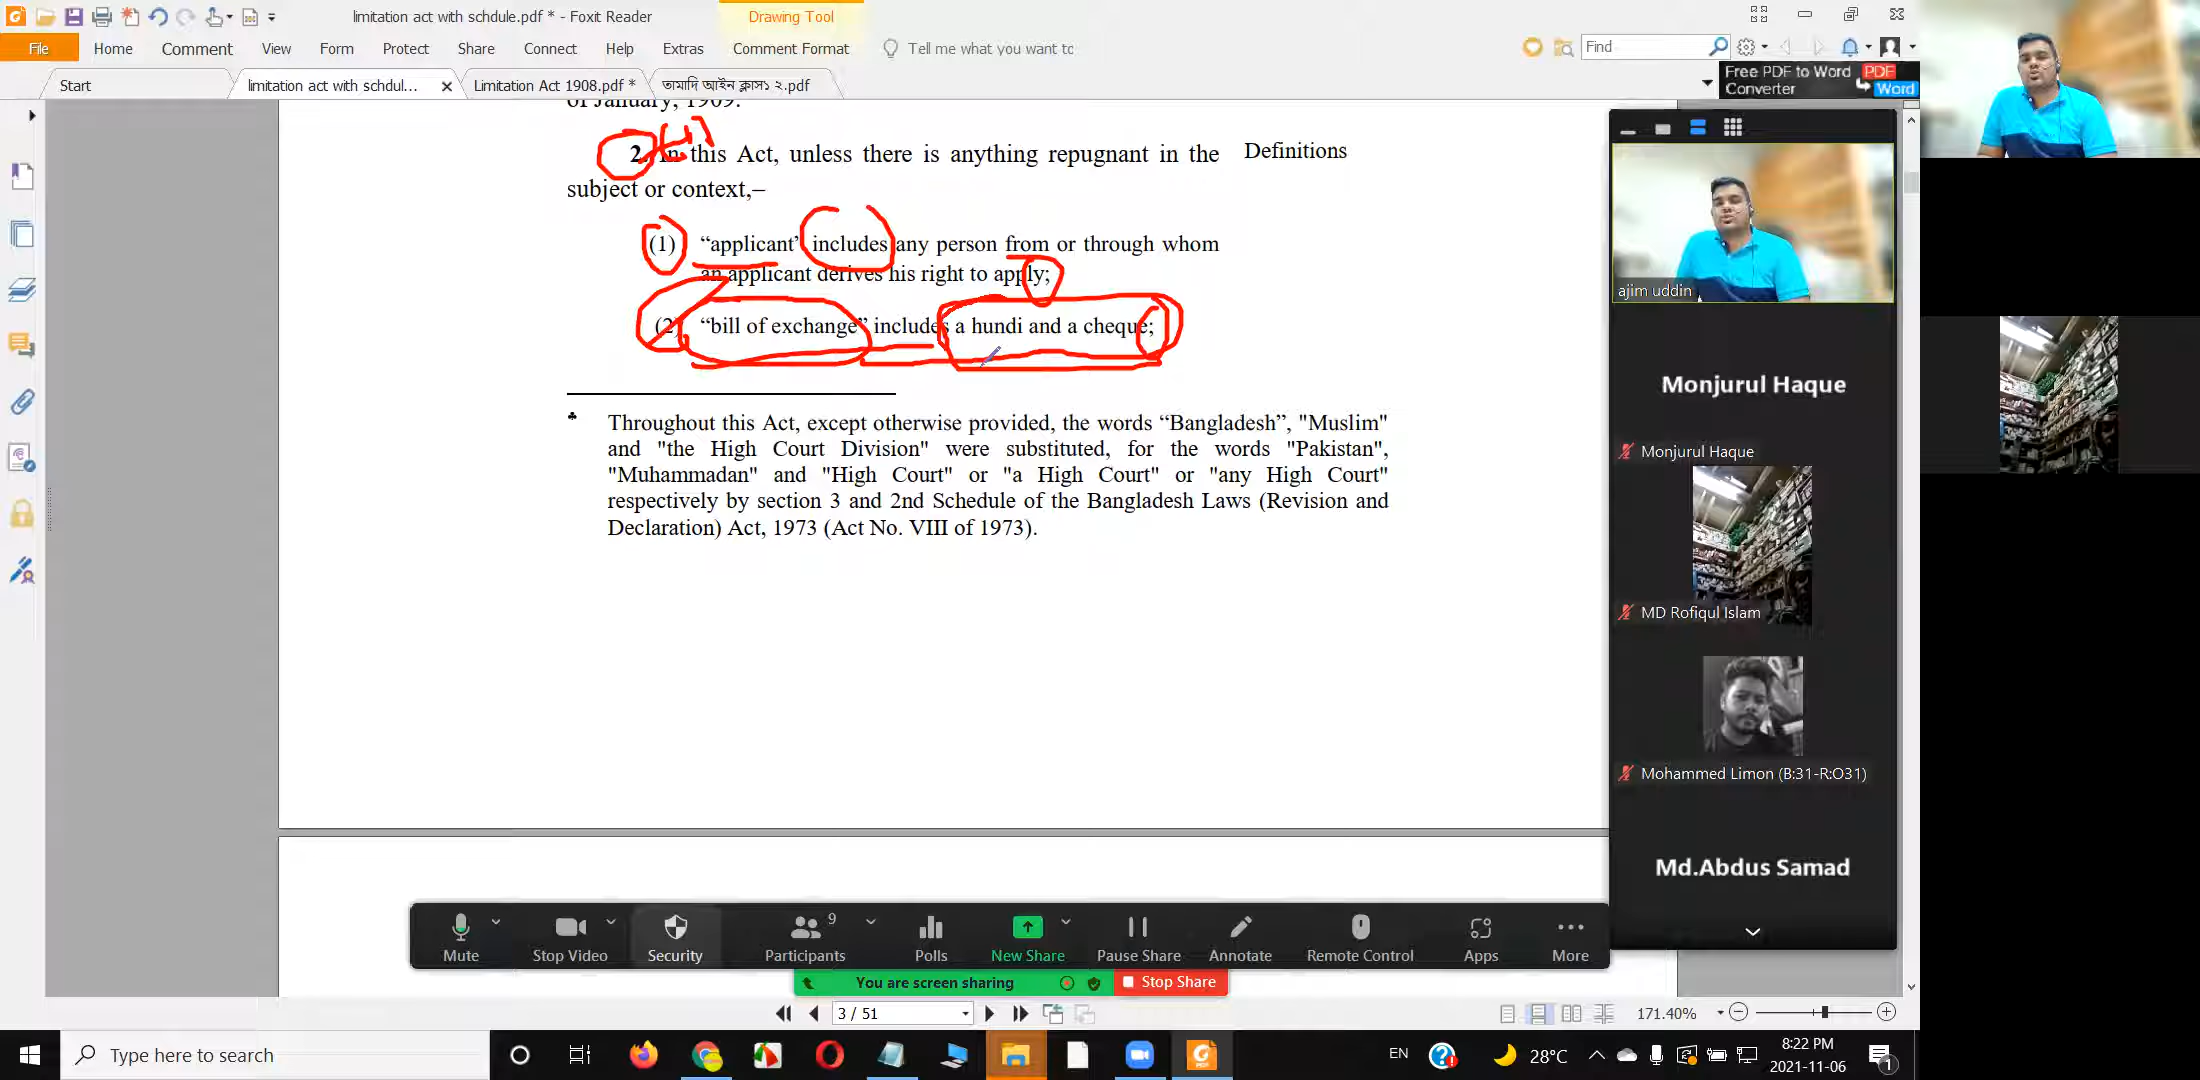 limitation act with schdule.pdf * - Foxit Reader
Drawing Tool
File Home Comment View Form Protect Share Connect Help Extras Comment Format Tell me what you want tc Find
Start limitation act with schdul... Limitation Act 1908.pdf * তামাদি আইন ক্লাস১ ২.pdf
Free PDF to Word PDF
Converter Word
of January, 1909.
2. In this Act, unless there is anything repugnant in the Definitions
subject or context,–
(1) “applicant” includes any person from or through whom
an applicant derives his right to apply;
(2) “bill of exchange” includes a hundi and a cheque;
♣ Throughout this Act, except otherwise provided, the words “Bangladesh”, "Muslim"
and "the High Court Division" were substituted, for the words "Pakistan",
"Muhammadan" and "High Court" or "a High Court" or "any High Court"
respectively by section 3 and 2nd Schedule of the Bangladesh Laws (Revision and
Declaration) Act, 1973 (Act No. VIII of 1973).
ajim uddin
Monjurul Haque
Monjurul Haque
MD Rofiqul Islam
Mohammed Limon (B:31-R:O31)
Md.Abdus Samad
9
Mute Stop Video Security Participants Polls New Share Pause Share Annotate Remote Control Apps More
You are screen sharing Stop Share
3 / 51 171.40%
Type here to search
EN 28°C 8:22 PM
2021-11-06
1